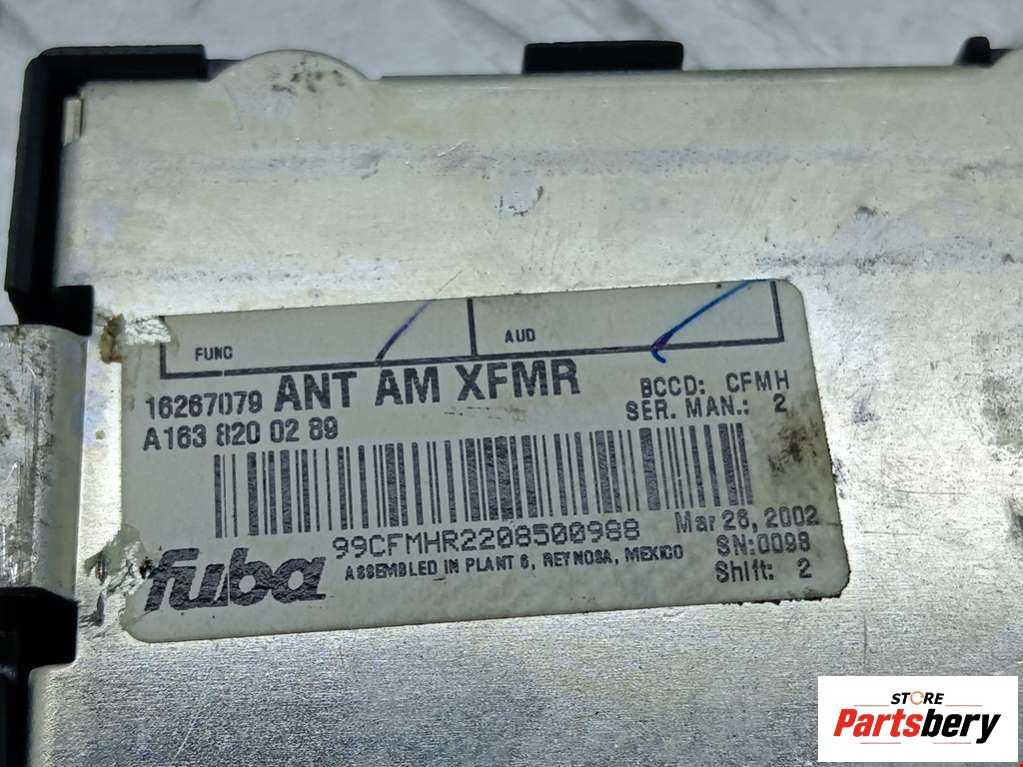 FUNC AUD
16267079 ANT AM XFMR BCCD: CFMH
A163 820 02 89 SER. MAN.: 2
99CFMHR2208500988 Mar 26, 2002
fuba ASSEMBLED IN PLANT 6, REYNOSA, MEXICO SN:0098
Shift: 2
STORE
Partsbery